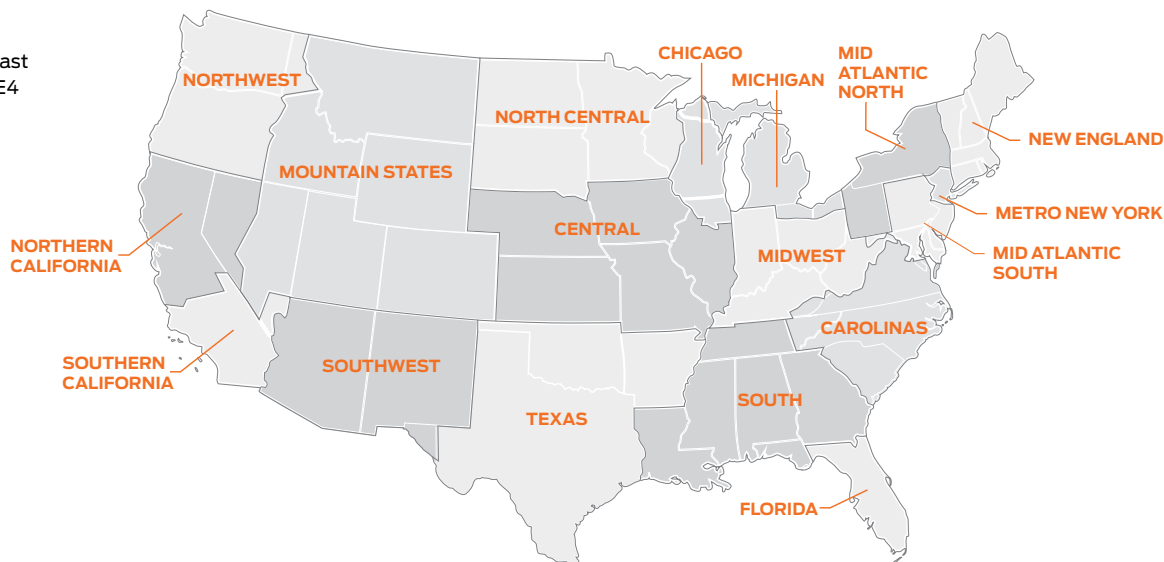 ast
E4
CHICAGO
MICHIGAN
MID
ATLANTIC
NORTH
NORTHWEST
NORTH CENTRAL
NEW ENGLAND
MOUNTAIN STATES
METRO NEW YORK
CENTRAL
NORTHERN
CALIFORNIA
MIDWEST
MID ATLANTIC
SOUTH
CAROLINAS
SOUTHERN
CALIFORNIA
SOUTHWEST
SOUTH
TEXAS
FLORIDA